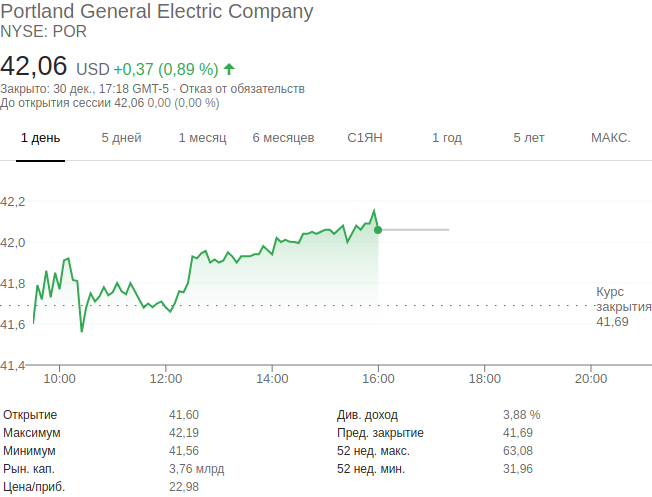 Portland General Electric Company
NYSE: POR
42,06 USD +0,37 (0,89 %)
Закрыто: 30 дек., 17:18 GMT-5 · Отказ от обязательств
До открытия сессии 42,06 0,00 (0,00 %)
1 день 5 дней 1 месяц 6 месяцев С1ЯН 1 год 5 лет МАКС.
42,2
42,0
41,8
Курс
закрытия
41,6
41,69
41,4
10:00 12:00 14:00 16:00 18:00 20:00
Открытие 41,60 Див. доход 3,88 %
Максимум 42,19 Пред. закрытие 41,69
Минимум 41,56 52 нед. макс. 63,08
Рын. кап. 3,76 млрд 52 нед. мин. 31,96
Цена/приб. 22,98